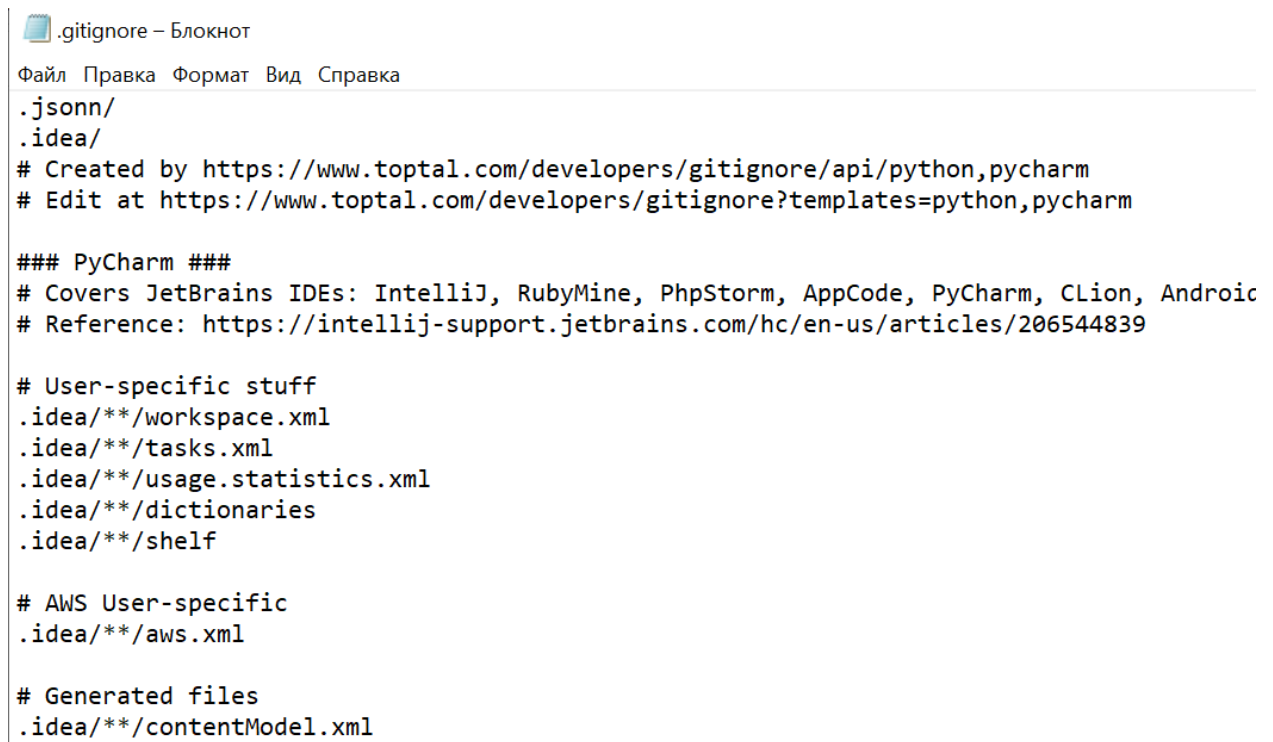 .gitignore – Блокнот
Файл Правка Формат Вид Справка
.jsonn/
.idea/
# Created by https://www.toptal.com/developers/gitignore/api/python,pycharm
# Edit at https://www.toptal.com/developers/gitignore?templates=python,pycharm
### PyCharm ###
# Covers JetBrains IDEs: IntelliJ, RubyMine, PhpStorm, AppCode, PyCharm, CLion, Android
# Reference: https://intellij-support.jetbrains.com/hc/en-us/articles/206544839
# User-specific stuff
.idea/**/workspace.xml
.idea/**/tasks.xml
.idea/**/usage.statistics.xml
.idea/**/dictionaries
.idea/**/shelf
# AWS User-specific
.idea/**/aws.xml
# Generated files
.idea/**/contentModel.xml